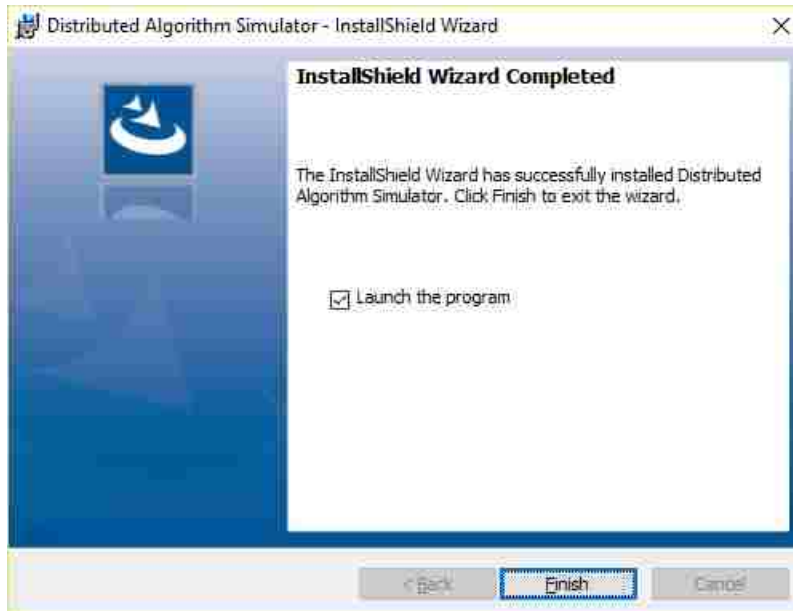 Distributed Algorithm Simulator - InstallShield Wizard
InstallShield Wizard Completed
The InstallShield Wizard has successfully installed Distributed
Algorithm Simulator. Click Finish to exit the wizard.
Launch the program
< Back Finish Cancel